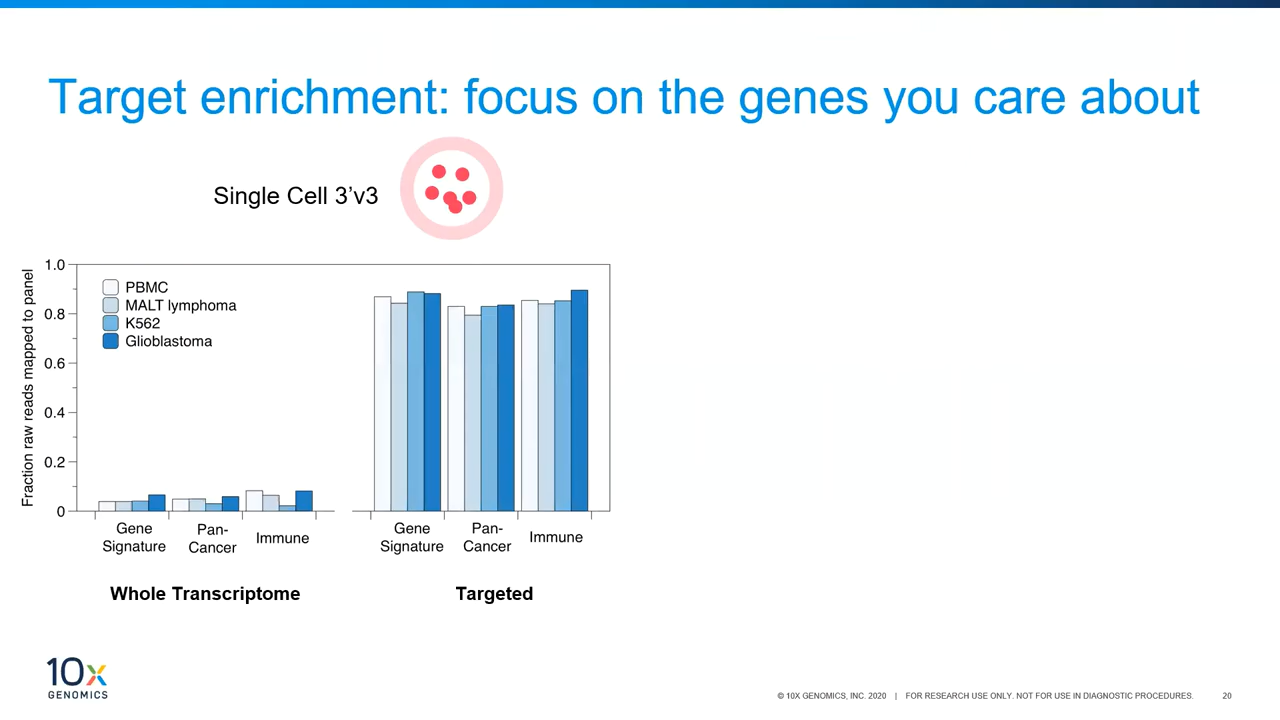 Target enrichment: focus on the genes you care about
Single Cell 3’v3
Fraction raw reads mapped to panel
1.0
0.8
0.6
0.4
0.2
0
PBMC
MALT lymphoma
K562
Glioblastoma
Gene Signature
Pan-Cancer
Immune
Gene Signature
Pan-Cancer
Immune
Whole Transcriptome
Targeted
10x
GENOMICS
© 10X GENOMICS, INC. 2020 | FOR RESEARCH USE ONLY. NOT FOR USE IN DIAGNOSTIC PROCEDURES. 20